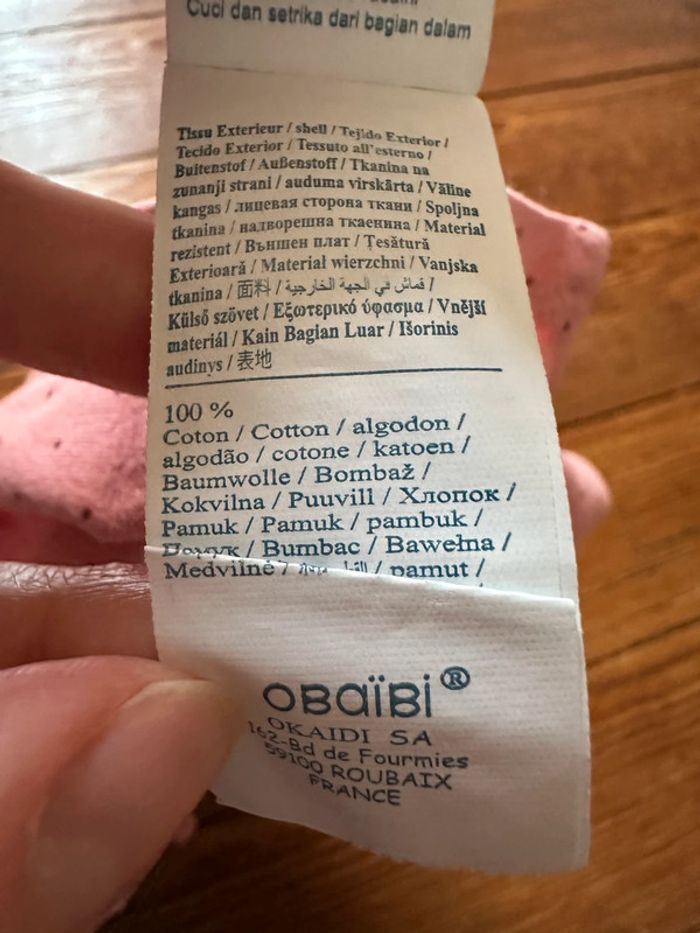 Cuci dan setrika dari bagian dalam
Tissu Exterieur / shell / Tejido Exterior /
Tecido Exterior / Tessuto all'esterno /
Buitenstof / Außenstoff / Tkanina na
zunanji strani / auduma virskārta / Väline
kangas / лицевая сторона ткани / Spoljna
tkanina / надворешна ткаенина / Material
rezistent / Външен плат / Țesătură
Exterioară / Materiał wierzchni / Vanjska
tkanina / 面料 / قماش في الجهة الخارجية /
Külső szövet / Εξωτερικό ύφασμα / Vnější
materiál / Kain Bagian Luar / Išorinis
audinys / 表地
100 %
Coton / Cotton / algodon /
algodão / cotone / katoen /
Baumwolle / Bombaž /
Kokvilna / Puuvill / Хлопок /
Pamuk / Pamuk / pambuk /
/ Bumbac / Bawełna /
Medvilnė / / pamut /
OBaïBi®
OKAIDI SA
162-Bd de Fourmies
59100 ROUBAIX
FRANCE